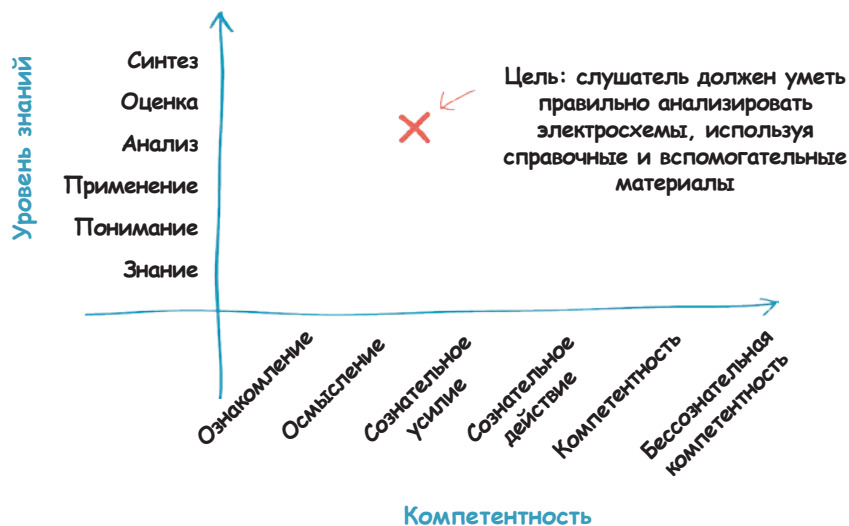 Уровень знаний
Синтез
Оценка
Анализ
Применение
Понимание
Знание
Цель: слушатель должен уметь
правильно анализировать
электросхемы, используя
справочные и вспомогательные
материалы
Ознакомление
Осмысление
Сознательное
усилие
Сознательное
действие
Компетентность
Бессознательная
компетентность
Компетентность